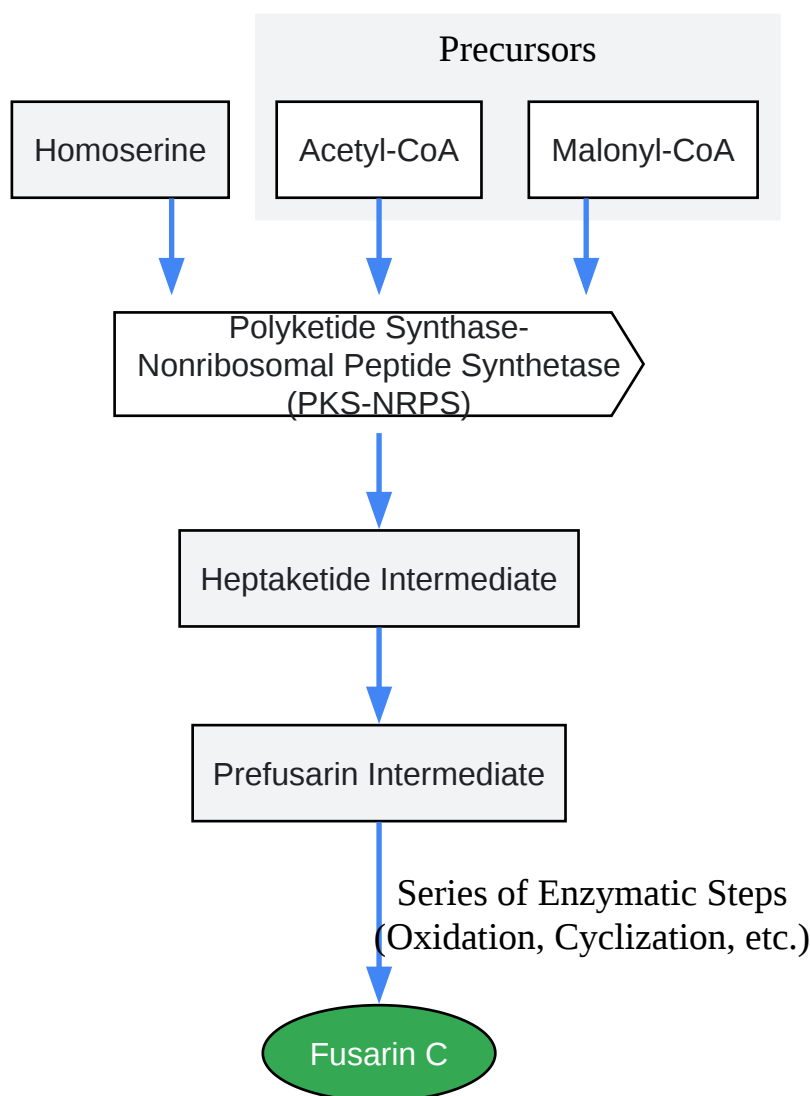 Precursors
Homoserine
Acetyl-CoA
Malonyl-CoA
Polyketide Synthase-
Nonribosomal Peptide Synthetase
(PKS-NRPS)
Heptaketide Intermediate
Prefusarin Intermediate
Series of Enzymatic Steps
(Oxidation, Cyclization, etc.)
Fusarin C